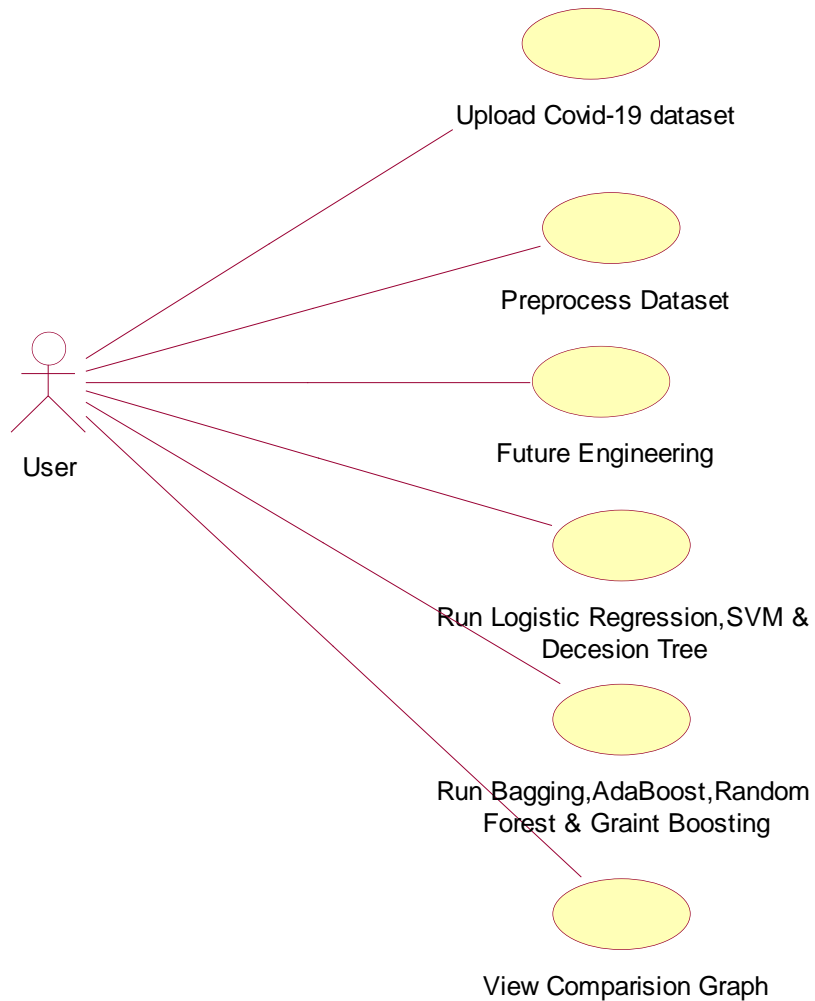 Upload Covid-19 dataset
Preprocess Dataset
Future Engineering
User
Run Logistic Regression,SVM &
Decesion Tree
Run Bagging,AdaBoost,Random
Forest & Graint Boosting
View Comparision Graph